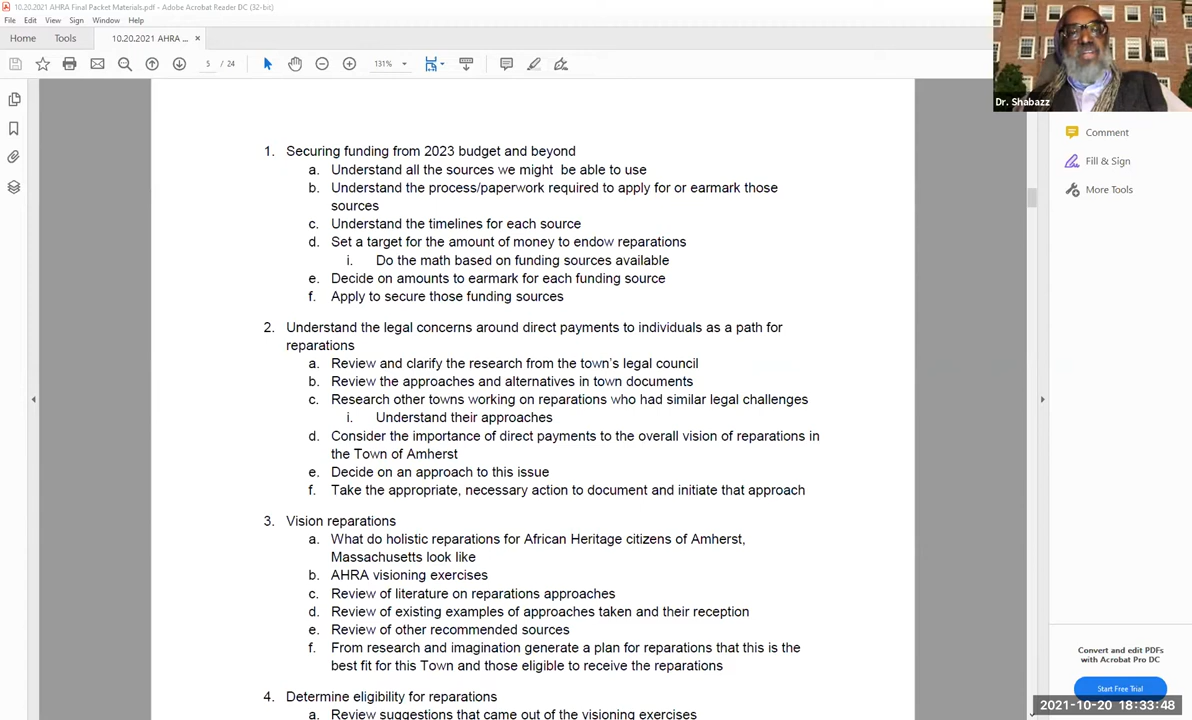 10.20.2021 AHRA Final Packet Materials.pdf - Adobe Acrobat Reader DC (32-bit)
File Edit View Sign Window Help
Home Tools 10.20.2021 AHRA ... ×
5 / 24 131%
Dr. Shabazz
Comment
Fill & Sign
More Tools
1. Securing funding from 2023 budget and beyond
a. Understand all the sources we might be able to use
b. Understand the process/paperwork required to apply for or earmark those
sources
c. Understand the timelines for each source
d. Set a target for the amount of money to endow reparations
i. Do the math based on funding sources available
e. Decide on amounts to earmark for each funding source
f. Apply to secure those funding sources
2. Understand the legal concerns around direct payments to individuals as a path for
reparations
a. Review and clarify the research from the town's legal council
b. Review the approaches and alternatives in town documents
c. Research other towns working on reparations who had similar legal challenges
i. Understand their approaches
d. Consider the importance of direct payments to the overall vision of reparations in
the Town of Amherst
e. Decide on an approach to this issue
f. Take the appropriate, necessary action to document and initiate that approach
3. Vision reparations
a. What do holistic reparations for African Heritage citizens of Amherst,
Massachusetts look like
b. AHRA visioning exercises
c. Review of literature on reparations approaches
d. Review of existing examples of approaches taken and their reception
e. Review of other recommended sources
f. From research and imagination generate a plan for reparations that this is the
best fit for this Town and those eligible to receive the reparations
4. Determine eligibility for reparations
a. Review suggestions that came out of the visioning exercises
Convert and edit PDFs
with Acrobat Pro DC
Start Free Trial
2021-10-20 18:33:48